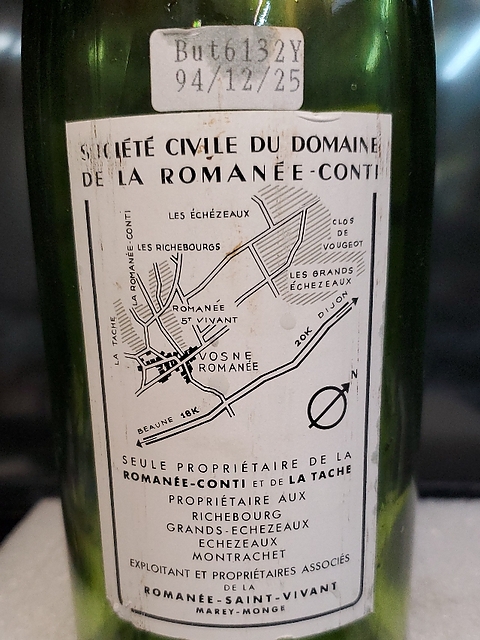 But6132Y
94/12/25
SOCIÉTÉ CIVILE DU DOMAINE
DE LA ROMANÉE-CONTI
LES ÉCHÉZEAUX
CLOS
DE
VOUGEOT
LA ROMANÉE-CONTI
LES RICHEBOURGS
LES GRANDS
ÉCHEZEAUX
ROMANÉE
ST VIVANT
LA TACHE
VOSNE
ROMANÉE
20K DIJON
BEAUNE 18K
N
SEULE PROPRIÉTAIRE DE LA
ROMANÉE-CONTI ET DE LA TACHE
PROPRIÉTAIRE AUX
RICHEBOURG
GRANDS-ECHEZEAUX
ECHEZEAUX
MONTRACHET
EXPLOITANT ET PROPRIÉTAIRES ASSOCIÉS
DE LA
ROMANÉE-SAINT-VIVANT
MAREY-MONGE